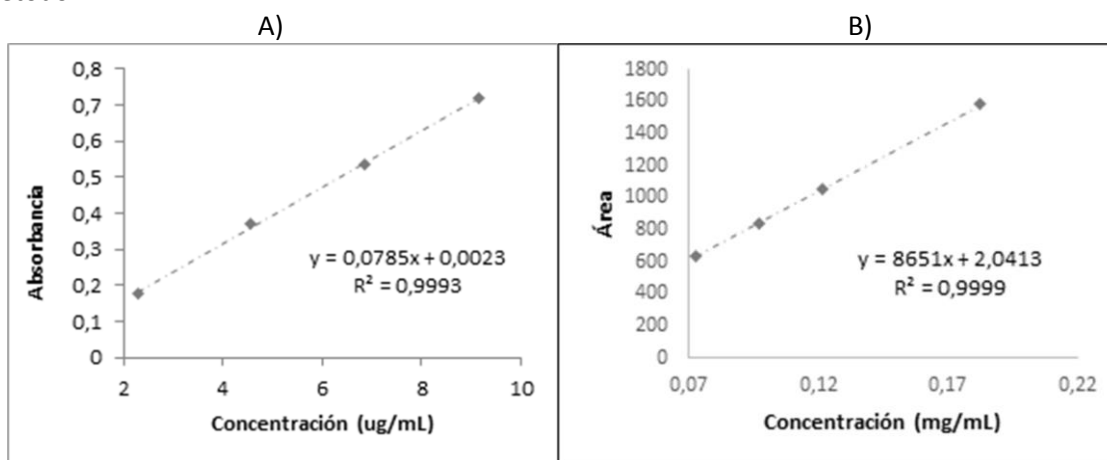 A)
0,8
0,7
0,6
0,5
0,4
0,3
0,2
0,1
0
Absorbancia
y = 0,0785x + 0,0023
R² = 0,9993
2 4 6 8 10
Concentración (ug/mL)
B)
1800
1600
1400
1200
1000
800
600
400
200
0
Área
y = 8651x + 2,0413
R² = 0,9999
0,07 0,12 0,17 0,22
Concentración (mg/mL)